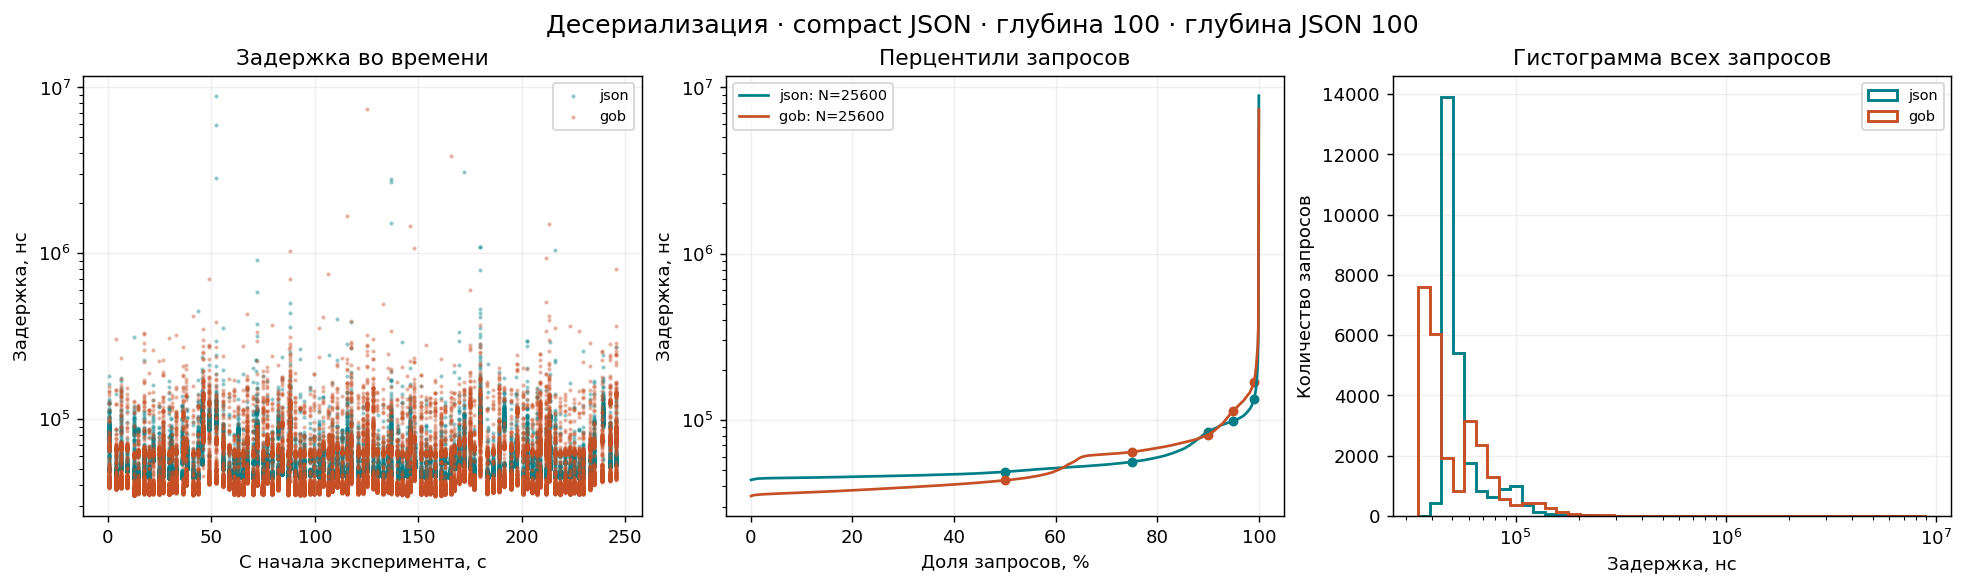 Десериализация · compact JSON · глубина 100 · глубина JSON 100
Задержка во времени
Задержка, нс
10^7
10^6
10^5
0 50 100 150 200 250
С начала эксперимента, с
json
gob
Перцентили запросов
Задержка, нс
10^7
10^6
10^5
0 20 40 60 80 100
Доля запросов, %
json: N=25600
gob: N=25600
Гистограмма всех запросов
Количество запросов
14000
12000
10000
8000
6000
4000
2000
0
10^5 10^6 10^7
Задержка, нс
json
gob